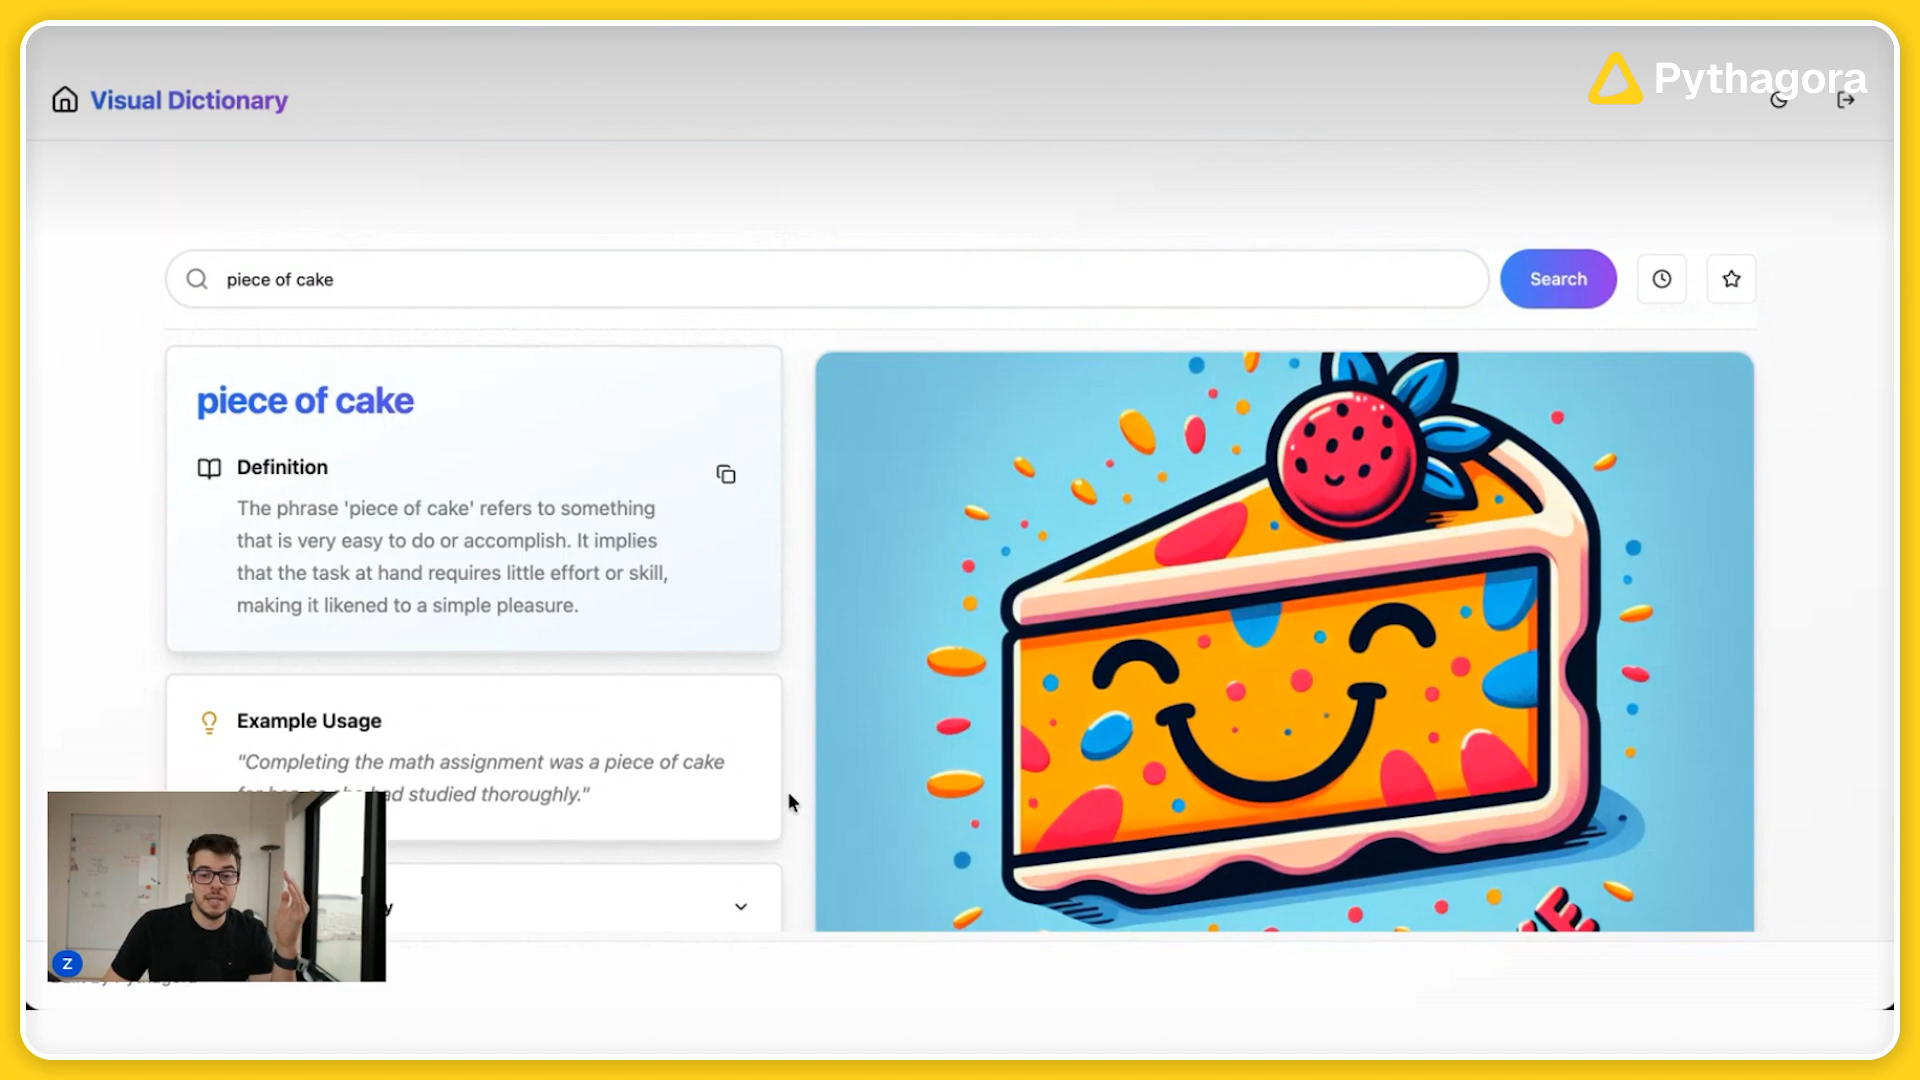 Visual Dictionary
Pythagora
piece of cake
Search
piece of cake
Definition
The phrase 'piece of cake' refers to something
that is very easy to do or accomplish. It implies
that the task at hand requires little effort or skill,
making it likened to a simple pleasure.
Example Usage
"Completing the math assignment was a piece of cake
had studied thoroughly."
Z